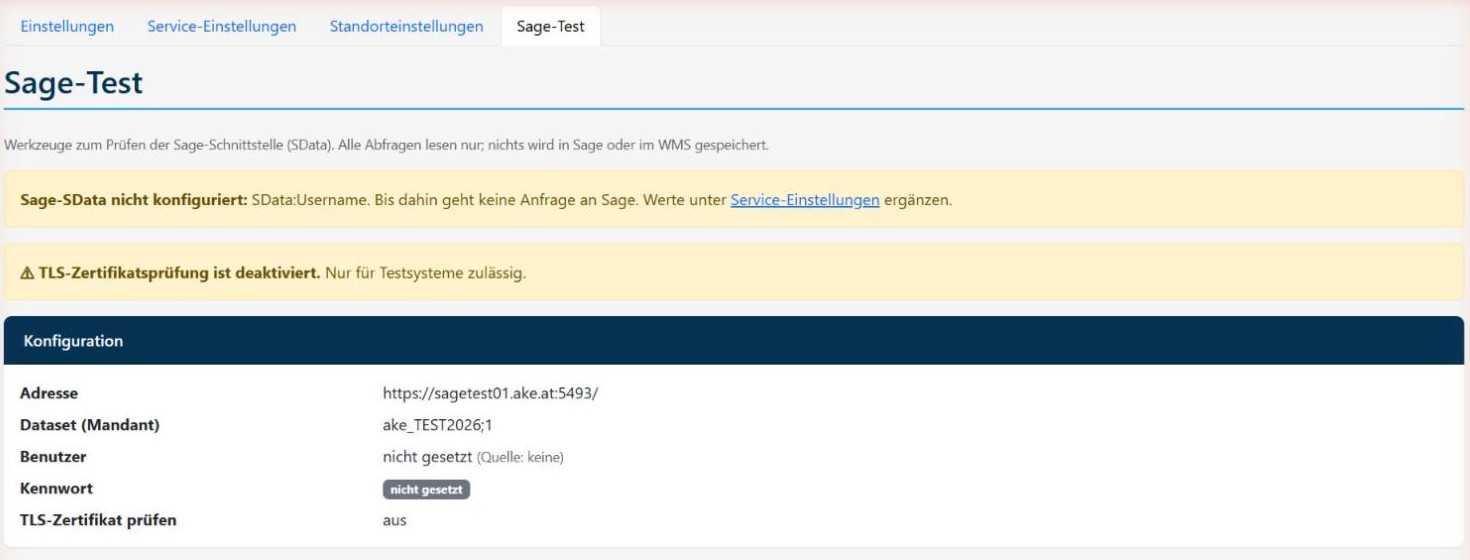 Einstellungen Service-Einstellungen Standorteinstellungen Sage-Test
Sage-Test
Werkzeuge zum Prüfen der Sage-Schnittstelle (SData). Alle Abfragen lesen nur; nichts wird in Sage oder im WMS gespeichert.
Sage-SData nicht konfiguriert: SData:Username. Bis dahin geht keine Anfrage an Sage. Werte unter Service-Einstellungen ergänzen.
⚠ TLS-Zertifikatsprüfung ist deaktiviert. Nur für Testsysteme zulässig.
Konfiguration
Adresse https://sagetest01.ake.at:5493/
Dataset (Mandant) ake_TEST2026;1
Benutzer nicht gesetzt (Quelle: keine)
Kennwort nicht gesetzt
TLS-Zertifikat prüfen aus